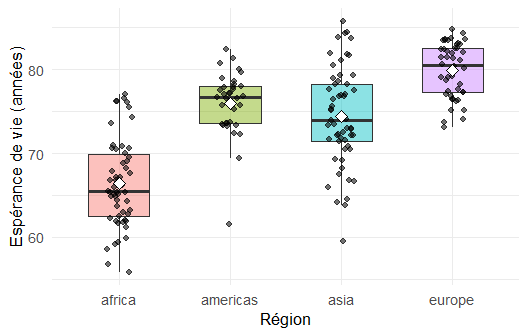 Espérance de vie (années)
80
70
60
africa
americas
asia
europe
Région